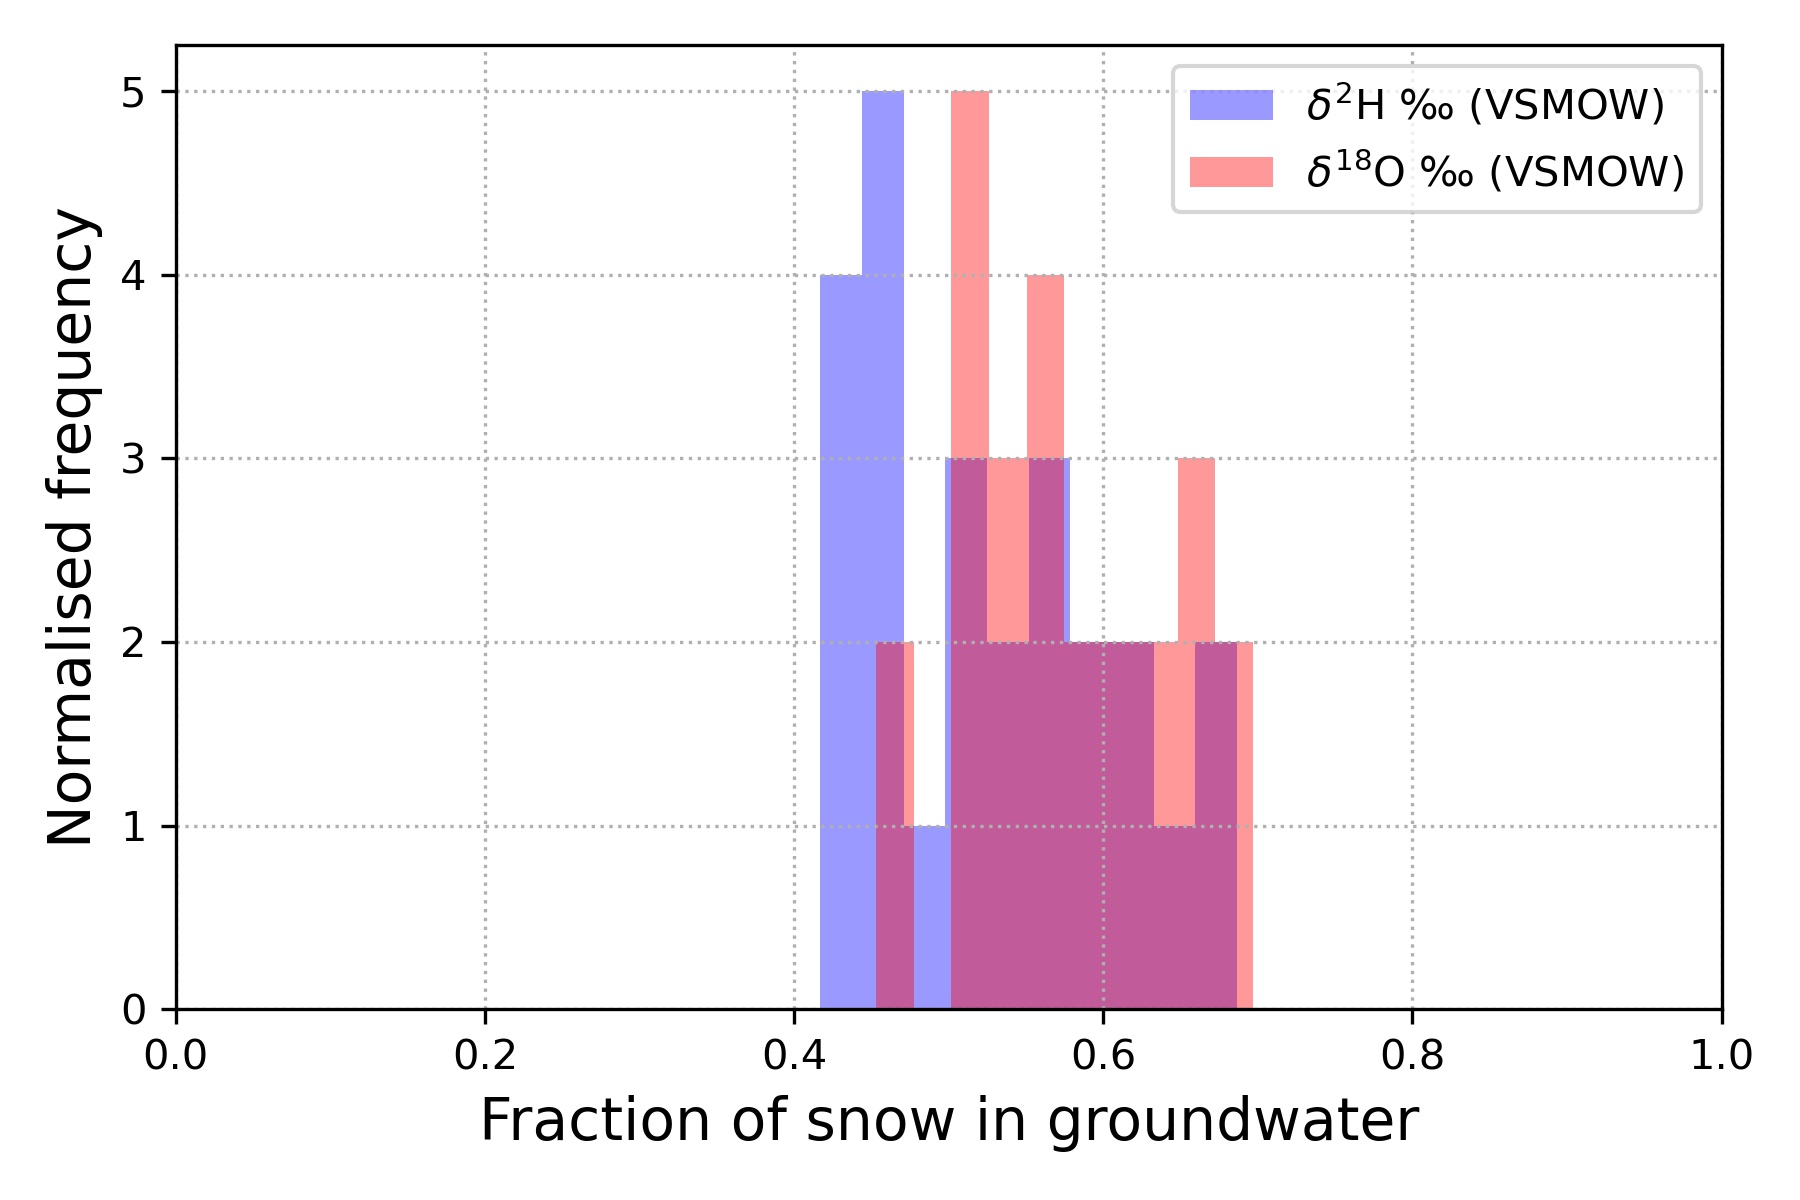 Normalised frequency
5
4
3
2
1
0
δ²H ‰ (VSMOW)
δ¹⁸O ‰ (VSMOW)
0.0 0.2 0.4 0.6 0.8 1.0
Fraction of snow in groundwater